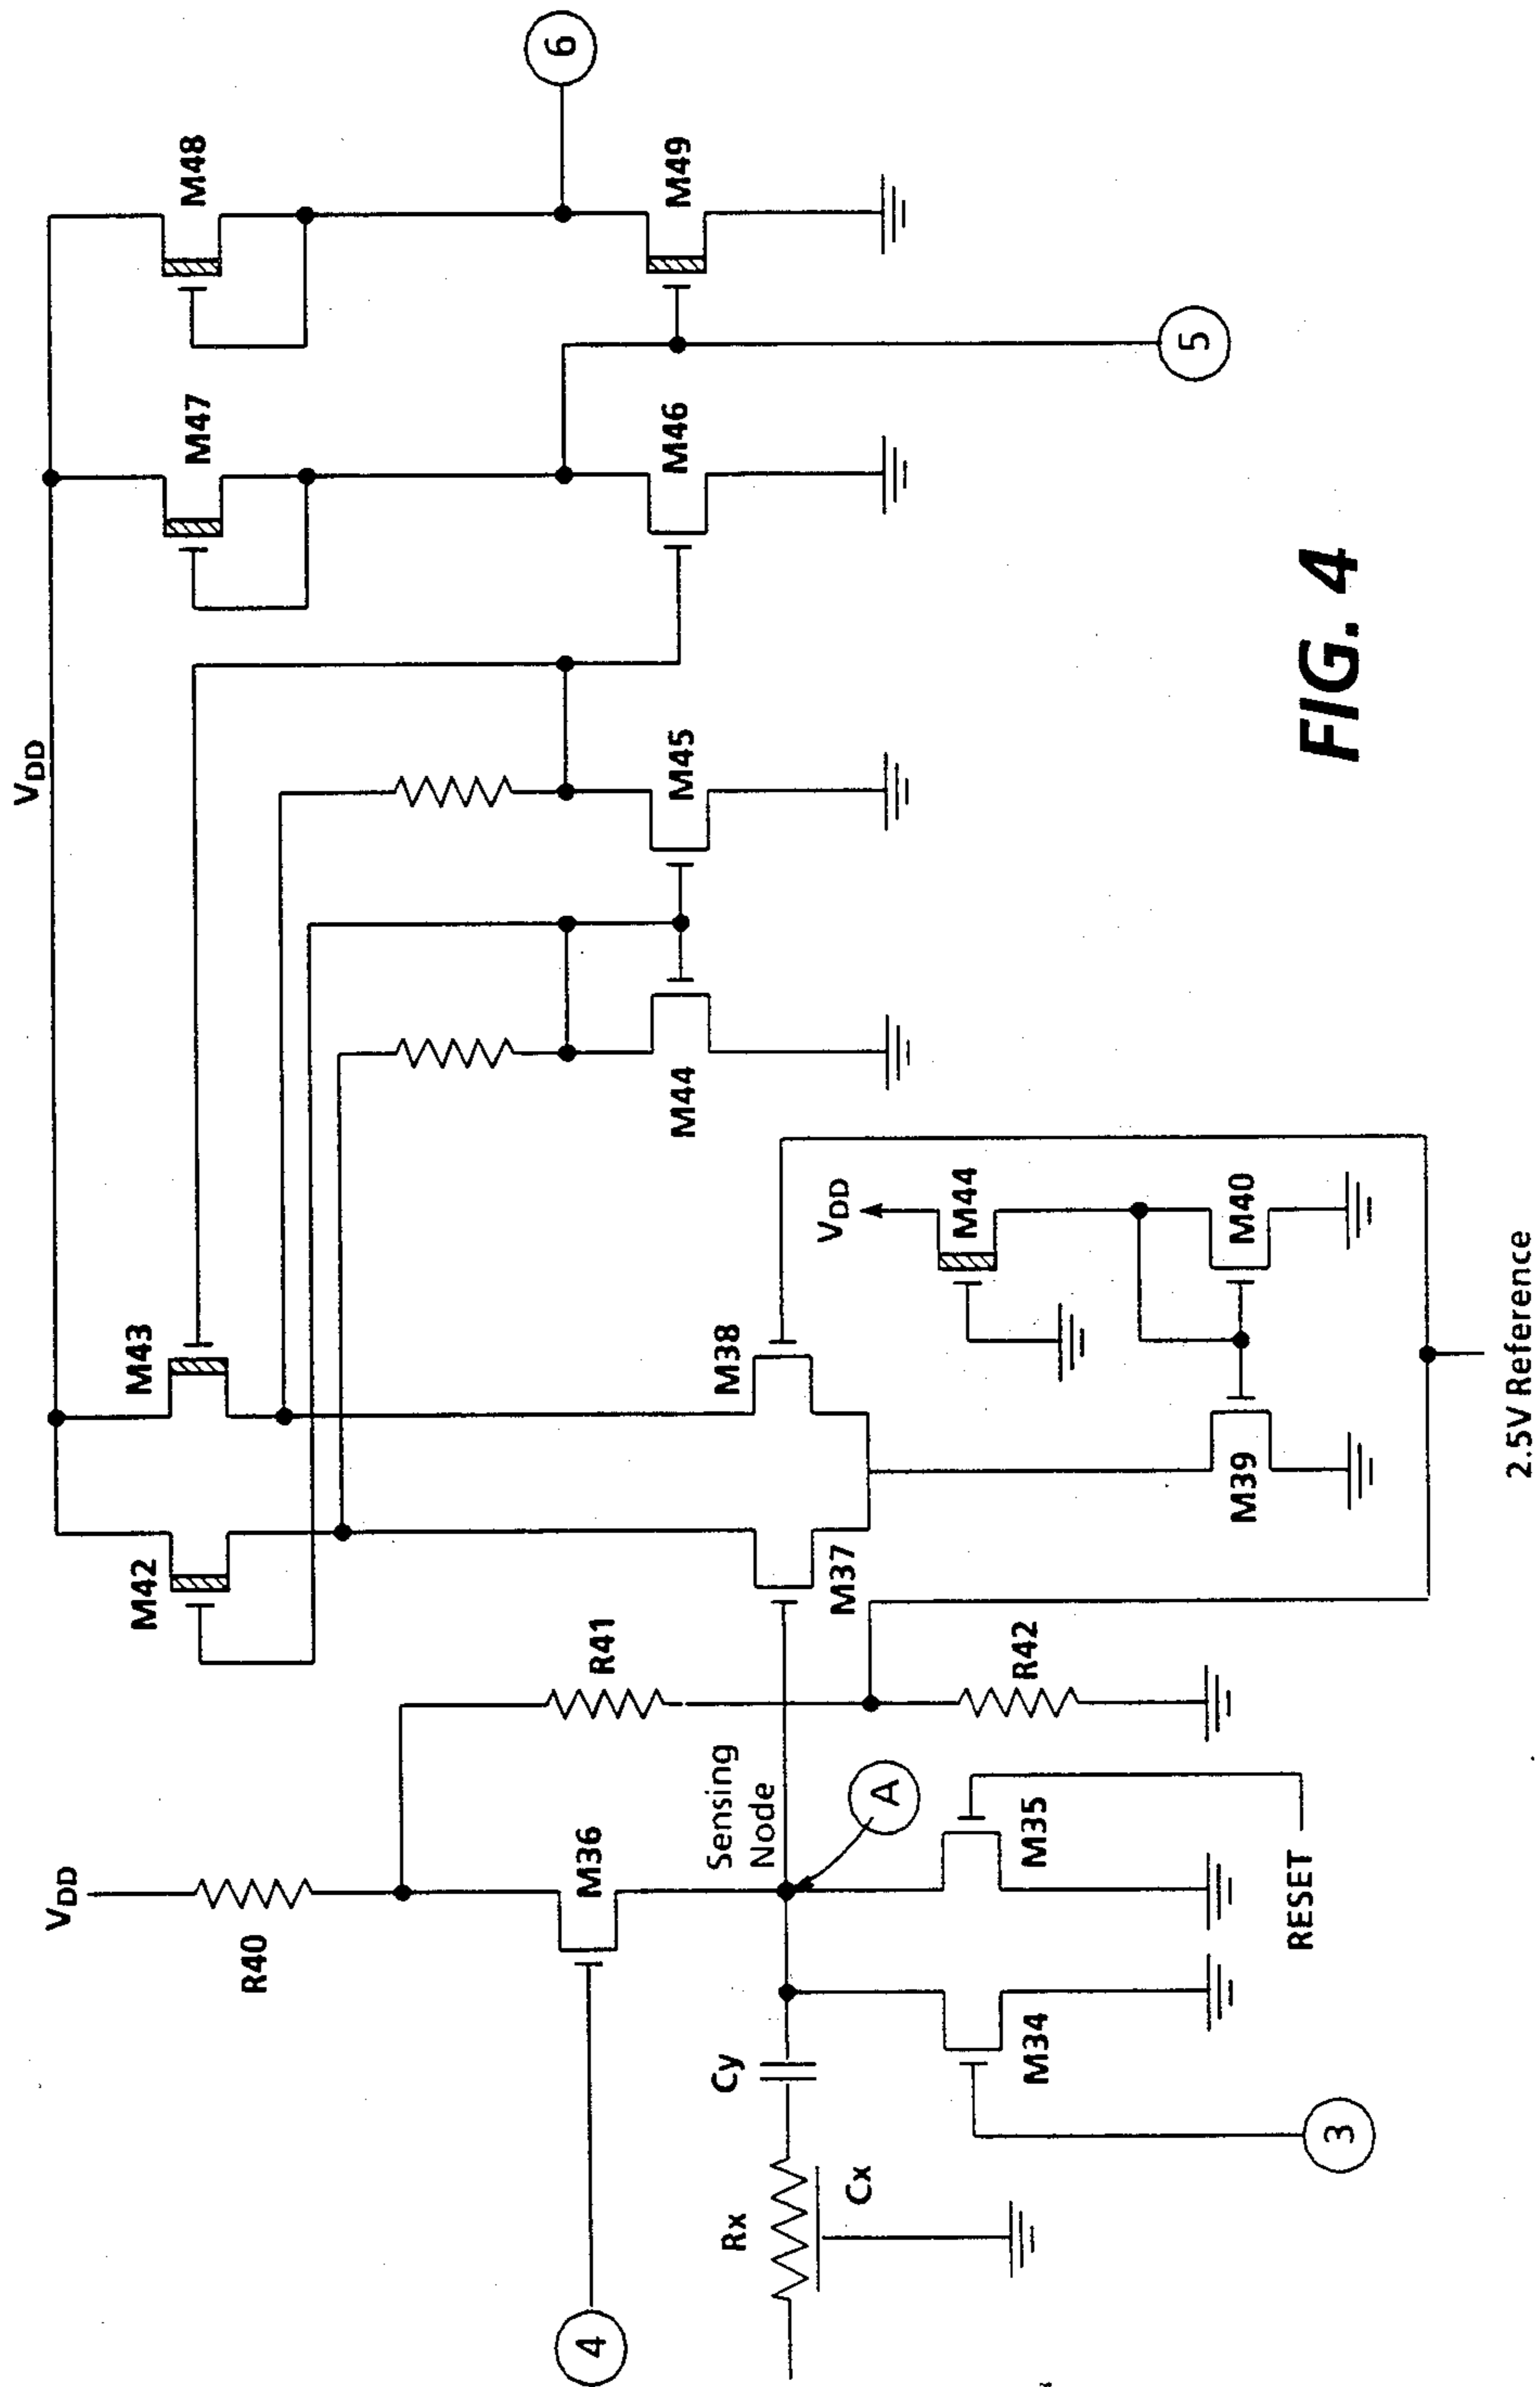 VDD
M42
M43
M47
M48
6
VDD
R40
M36
4
R41
Sensing
Node
M37
M38
M44
M45
M46
M49
Rx
Cx
Cy
A
VDD
M44
5
3
M34
M35
RESET
R42
M39
M40
2.5V Reference
FIG. 4